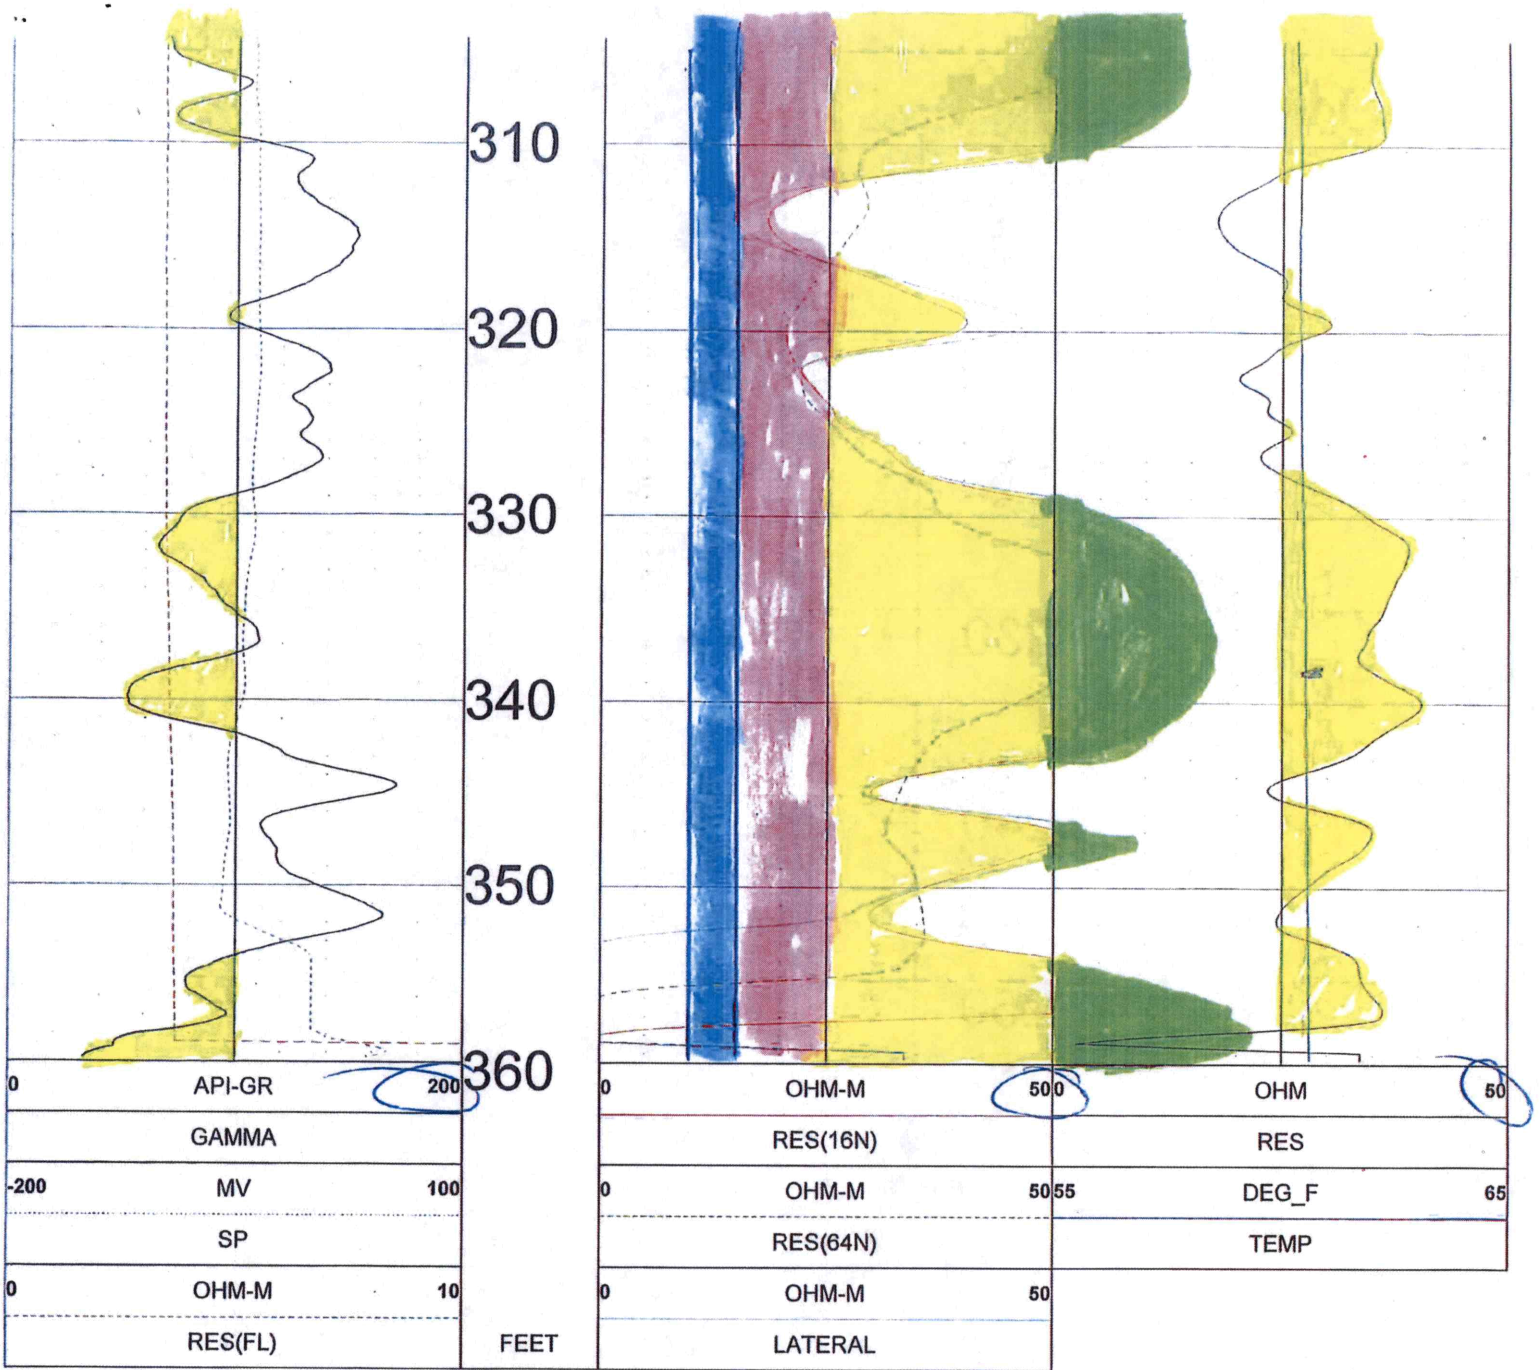 310
320
330
340
350
360
0 API-GR 200
0 OHM-M 50
0 OHM 50
GAMMA
RES(16N)
RES
-200 MV 100
0 OHM-M 50
55 DEG_F 65
SP
RES(64N)
TEMP
0 OHM-M 10
0 OHM-M 50
RES(FL)
FEET
LATERAL